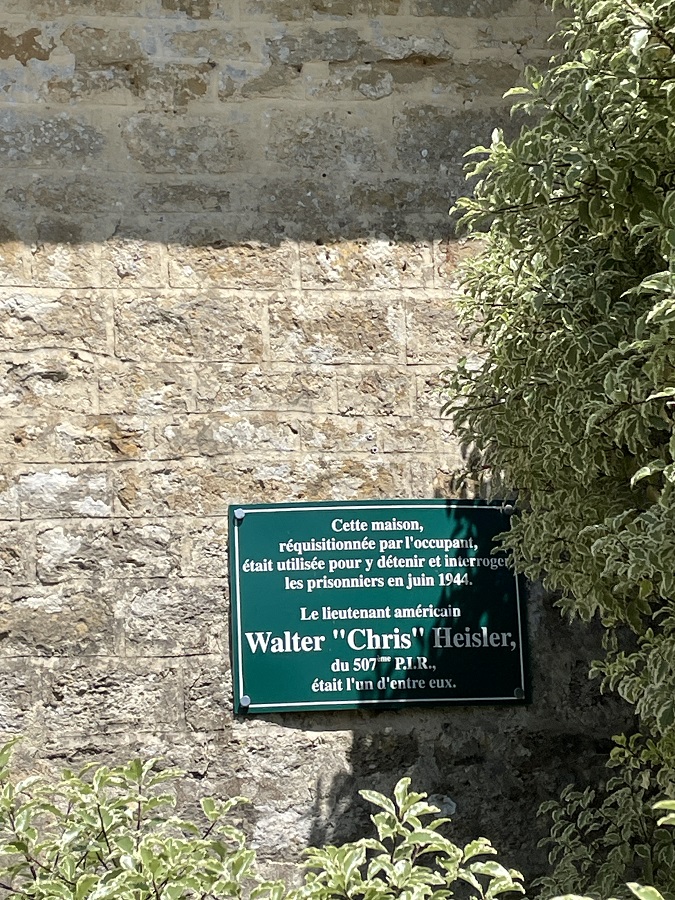 Cette maison,
réquisitionnée par l'occupant,
était utilisée pour y détenir et interroger
les prisonniers en juin 1944.
Le lieutenant américain
Walter "Chris" Heisler,
du 507ème P.I.R.,
était l'un d'entre eux.